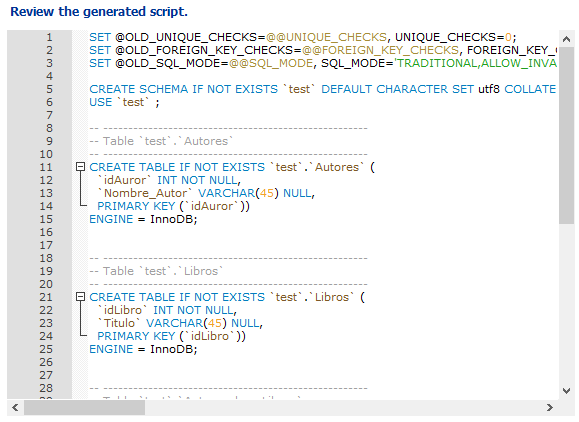 Review the generated script.
1 SET @OLD_UNIQUE_CHECKS=@@UNIQUE_CHECKS, UNIQUE_CHECKS=0;
2 SET @OLD_FOREIGN_KEY_CHECKS=@@FOREIGN_KEY_CHECKS, FOREIGN_KEY_
3 SET @OLD_SQL_MODE=@@SQL_MODE, SQL_MODE='TRADITIONAL,ALLOW_INVA
4
5 CREATE SCHEMA IF NOT EXISTS `test` DEFAULT CHARACTER SET utf8 COLLATE
6 USE `test` ;
7
8 -- -----------------------------------------------------
9 -- Table `test`.`Autores`
10 -- -----------------------------------------------------
11 CREATE TABLE IF NOT EXISTS `test`.`Autores` (
12 `idAuror` INT NOT NULL,
13 `Nombre_Autor` VARCHAR(45) NULL,
14 PRIMARY KEY (`idAuror`))
15 ENGINE = InnoDB;
16
17
18 -- -----------------------------------------------------
19 -- Table `test`.`Libros`
20 -- -----------------------------------------------------
21 CREATE TABLE IF NOT EXISTS `test`.`Libros` (
22 `idLibro` INT NOT NULL,
23 `Titulo` VARCHAR(45) NULL,
24 PRIMARY KEY (`idLibro`))
25 ENGINE = InnoDB;
26
27
28 -- -----------------------------------------------------